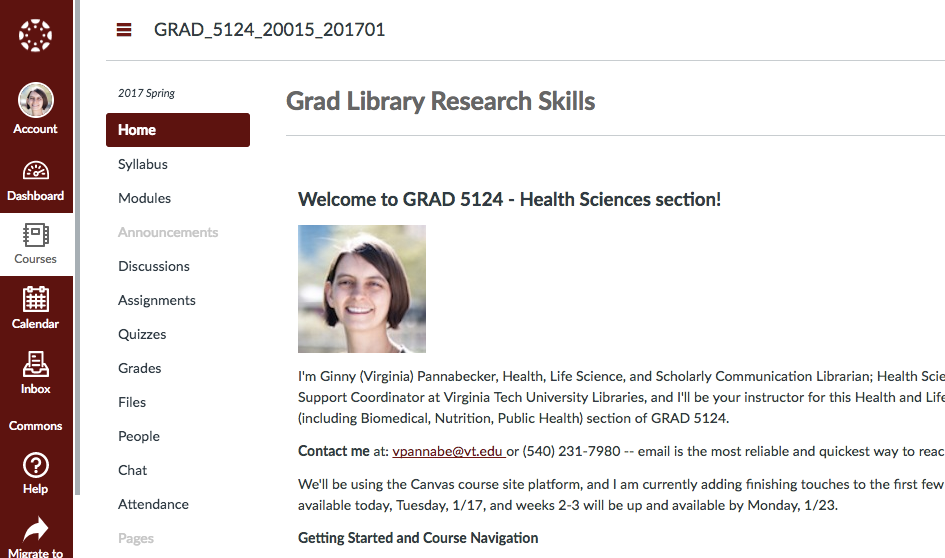 GRAD_5124_20015_201701
Account
Dashboard
Courses
Calendar
Inbox
Commons
Help
Migrate to
2017 Spring
Home
Syllabus
Modules
Announcements
Discussions
Assignments
Quizzes
Grades
Files
People
Chat
Attendance
Pages
Grad Library Research Skills
Welcome to GRAD 5124 - Health Sciences section!
I'm Ginny (Virginia) Pannabecker, Health, Life Science, and Scholarly Communication Librarian; Health Scie
Support Coordinator at Virginia Tech University Libraries, and I'll be your instructor for this Health and Life
(including Biomedical, Nutrition, Public Health) section of GRAD 5124.
Contact me at: vpannabe@vt.edu or (540) 231-7980 -- email is the most reliable and quickest way to reac
We'll be using the Canvas course site platform, and I am currently adding finishing touches to the first few
available today, Tuesday, 1/17, and weeks 2-3 will be up and available by Monday, 1/23.
Getting Started and Course Navigation